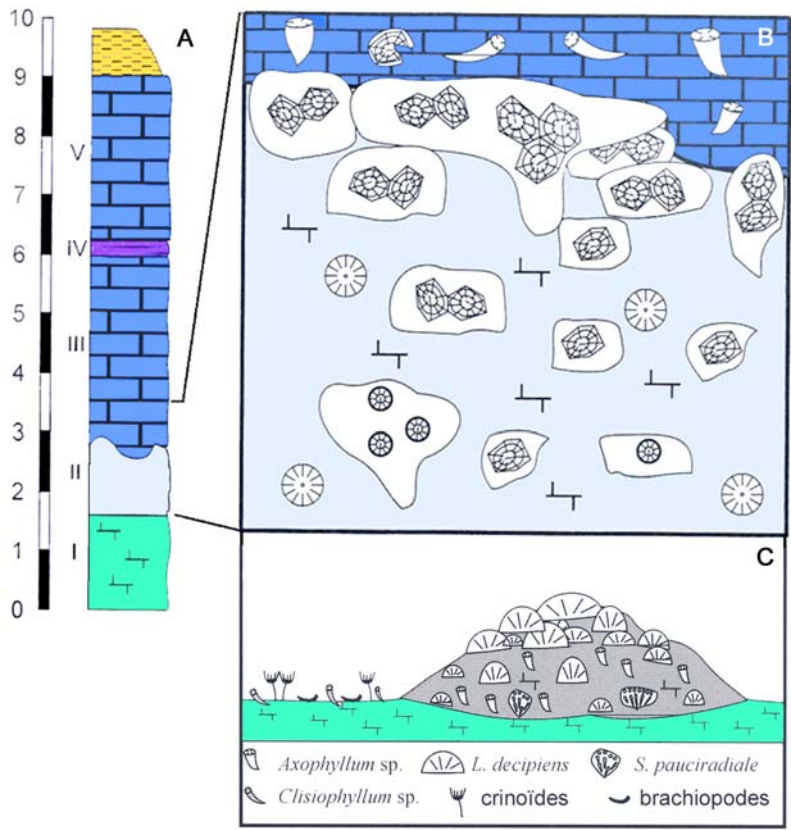 10
A
B
9
8
V
7
6
iV
5
III
4
3
II
2
1
I
0
C
Axophyllum sp.
L. decipiens
S. pauciradiale
Clisiophyllum sp.
crinoïdes
brachiopodes